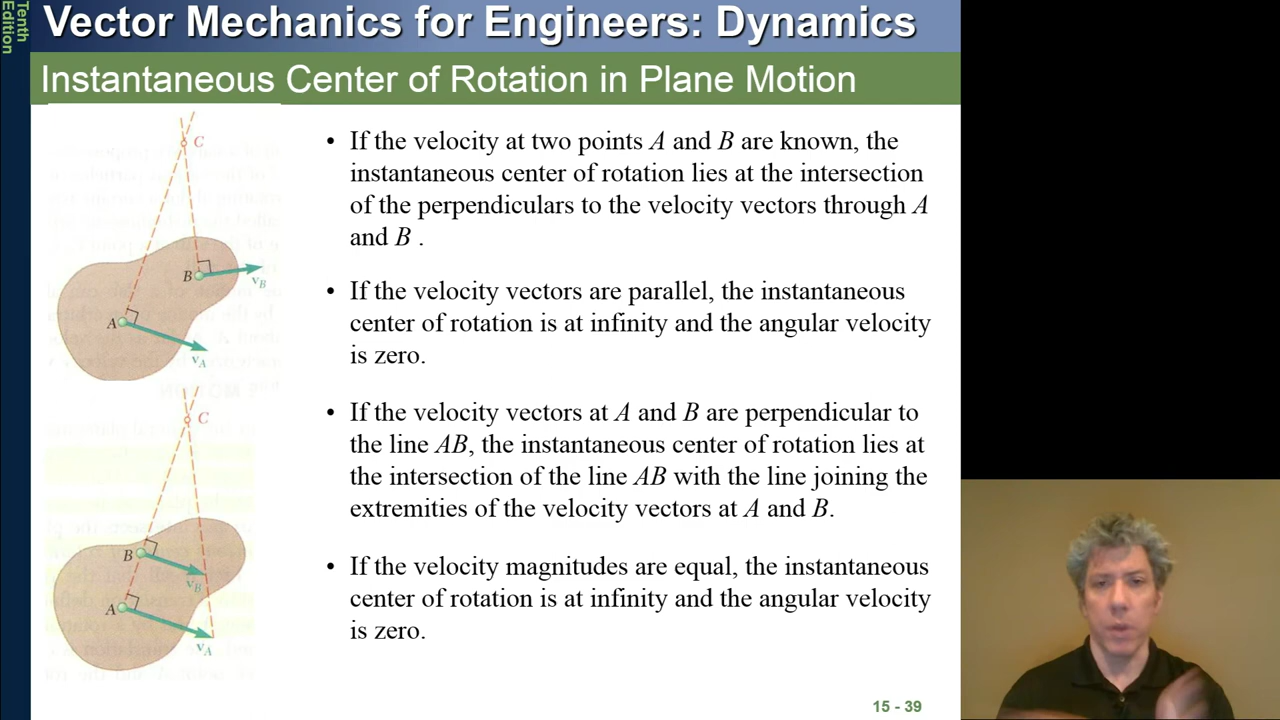 Tenth
Edition
Vector Mechanics for Engineers: Dynamics
Instantaneous Center of Rotation in Plane Motion
C
B
v_B
A
v_A
C
B
v_B
A
v_A
• If the velocity at two points A and B are known, the
instantaneous center of rotation lies at the intersection
of the perpendiculars to the velocity vectors through A
and B .
• If the velocity vectors are parallel, the instantaneous
center of rotation is at infinity and the angular velocity
is zero.
• If the velocity vectors at A and B are perpendicular to
the line AB, the instantaneous center of rotation lies at
the intersection of the line AB with the line joining the
extremities of the velocity vectors at A and B.
• If the velocity magnitudes are equal, the instantaneous
center of rotation is at infinity and the angular velocity
is zero.
15 - 39